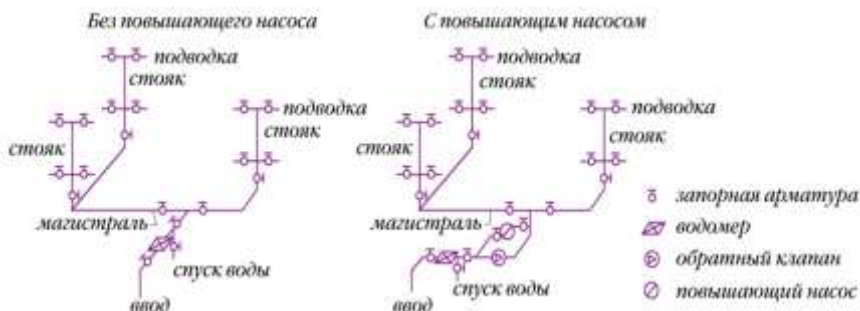 Без повышающего насоса
подводка
стояк
подводка
стояк
стояк
магистраль
спуск воды
ввод
С повышающим насосом
подводка
стояк
подводка
стояк
стояк
магистраль
спуск воды
ввод
запорная арматура
водомер
обратный клапан
повышающий насос